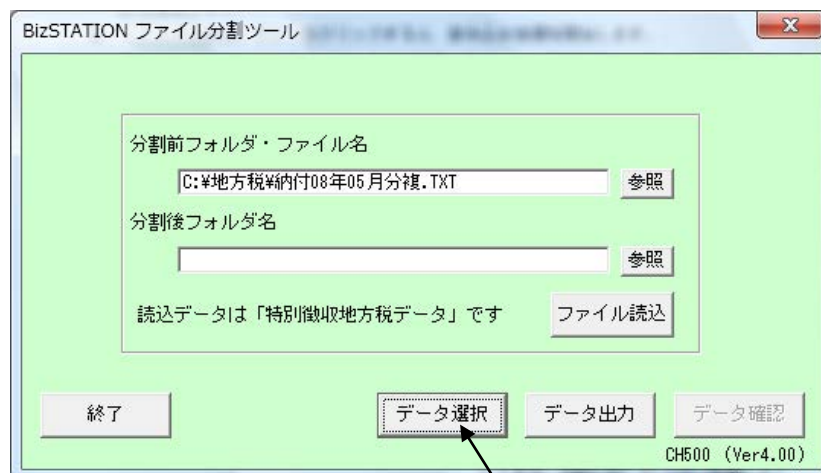 BizSTATION ファイル分割ツール
分割前フォルダ・ファイル名
C:¥地方税¥納付08年05月分複.TXT
参照
分割後フォルダ名
参照
読込データは「特別徴収地方税データ」です
ファイル読込
終了
データ選択
データ出力
データ確認
CH500 (Ver4.00)